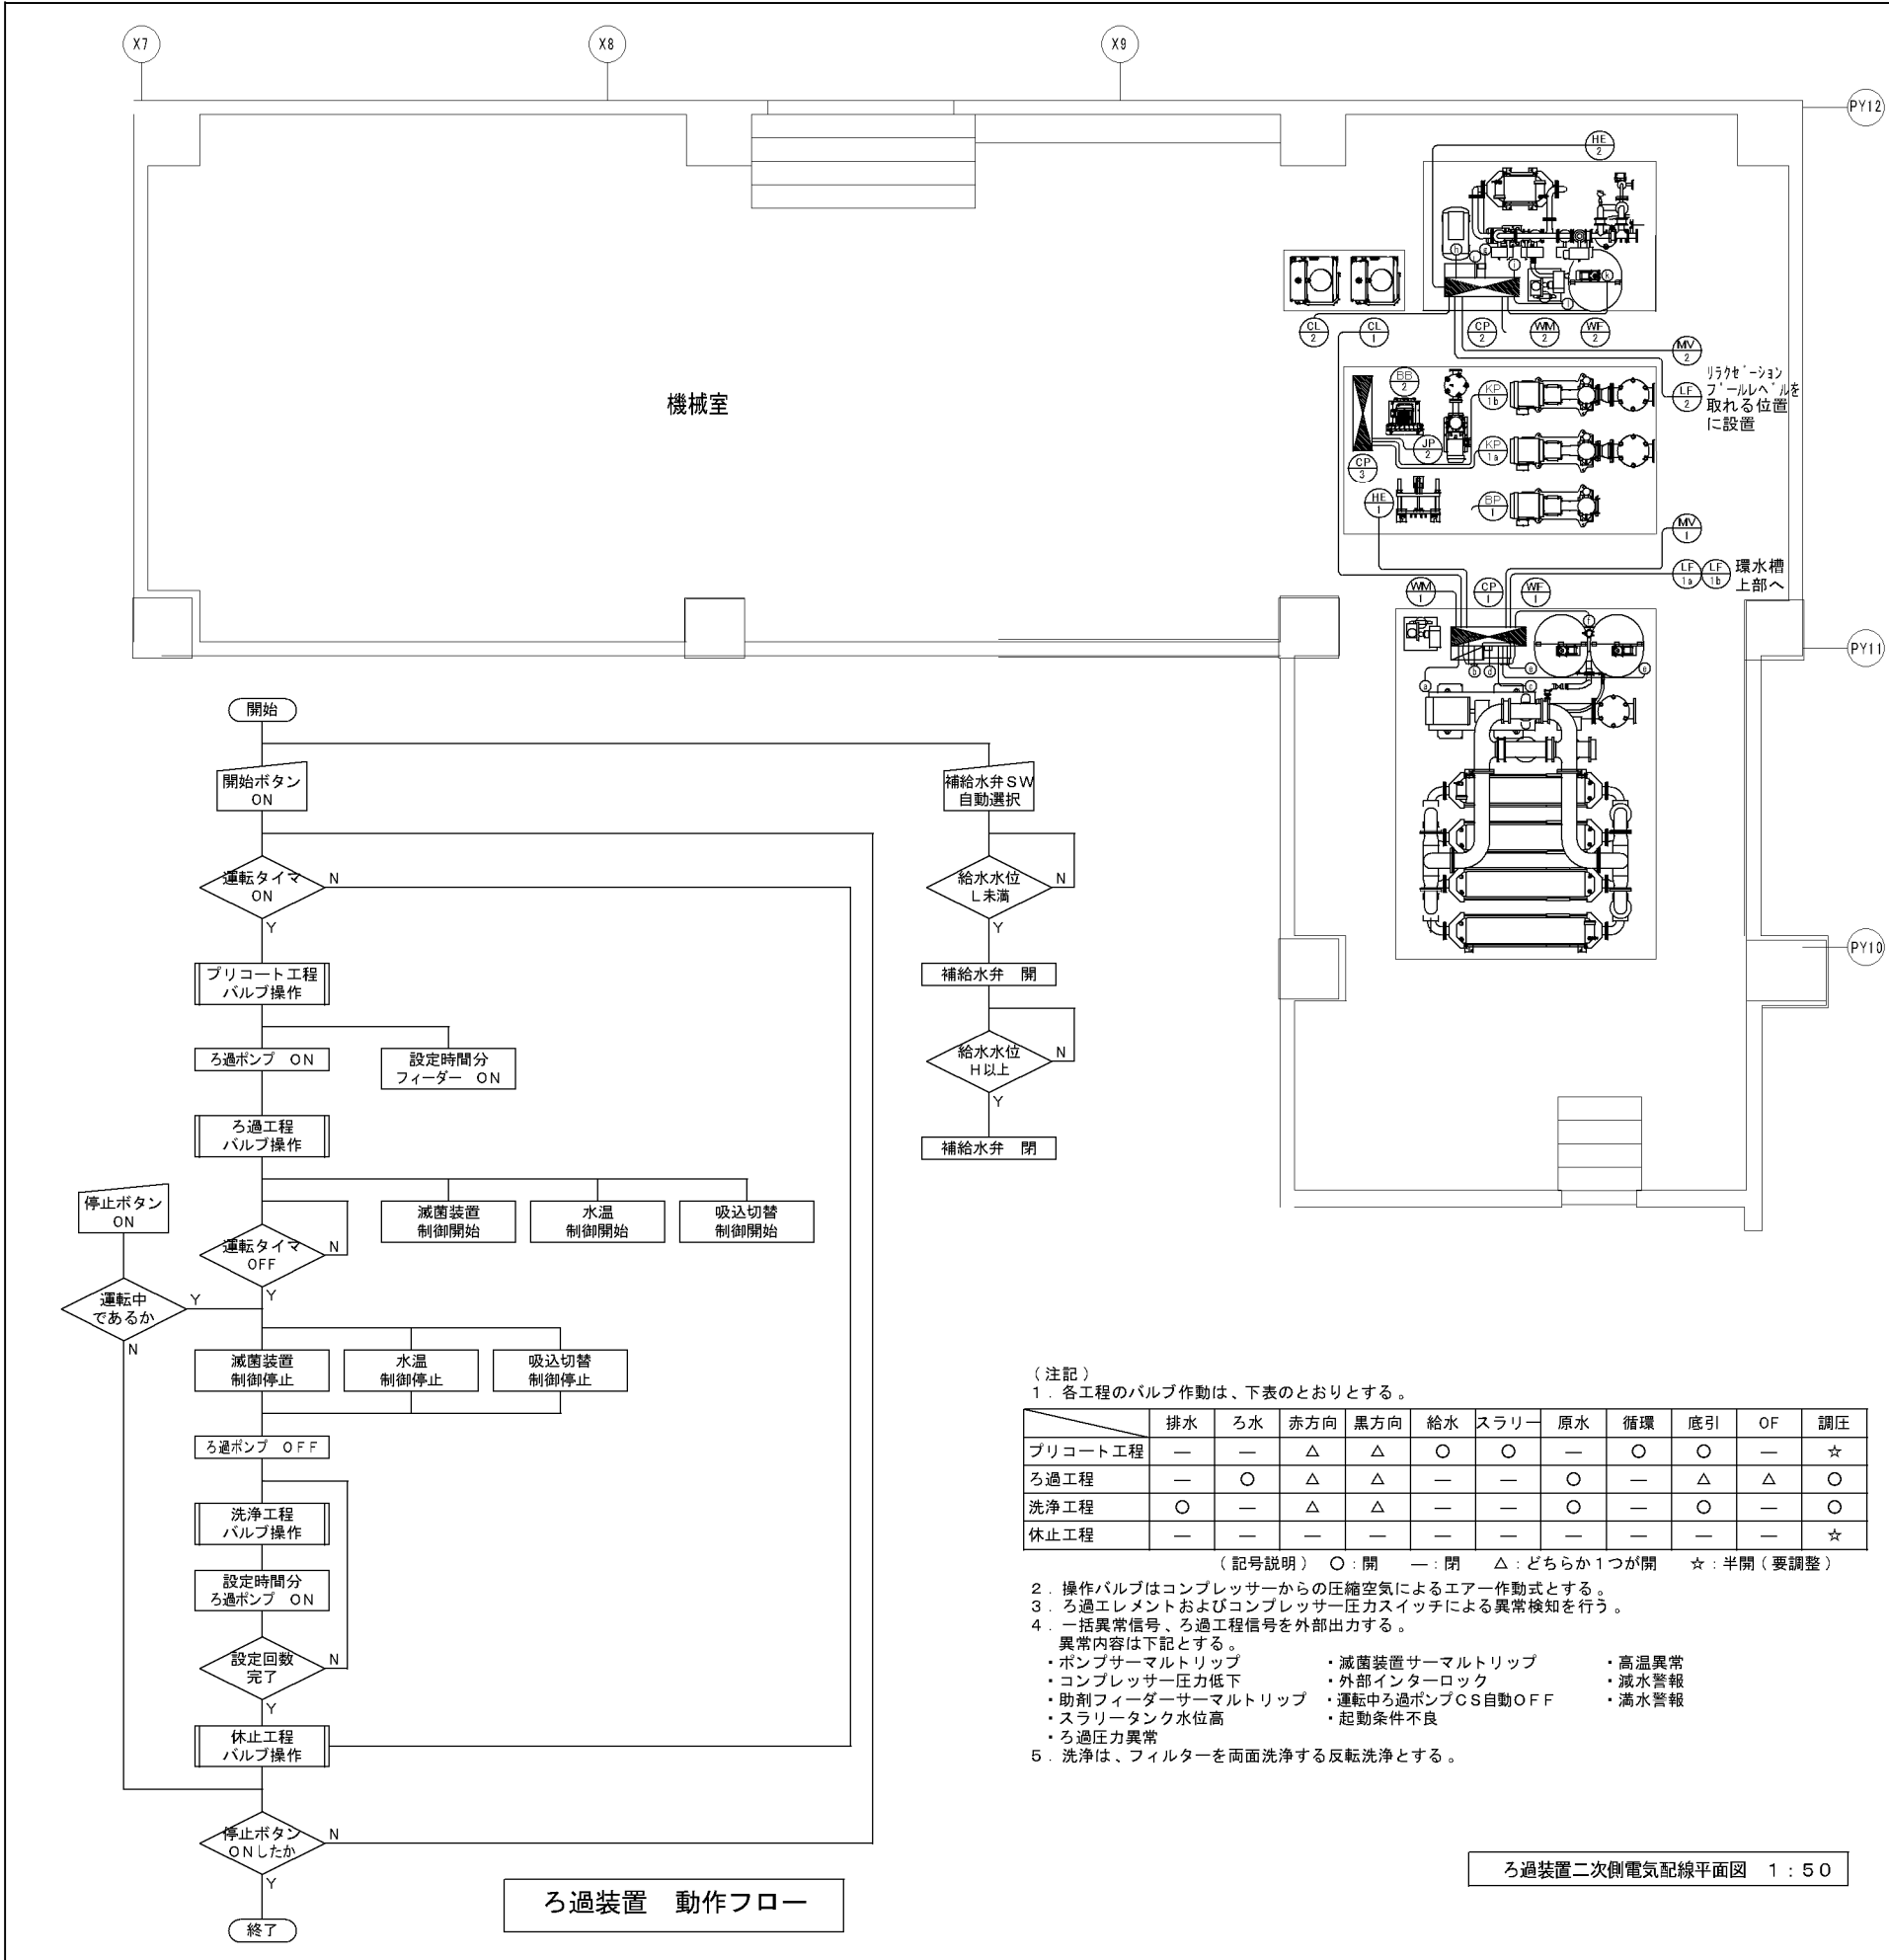 X7
X8
X9
PY12
PY11
PY10
機械室
HE
2
CL
2
CL
1
CP
2
WM
2
WF
2
MV
2
LF
2
リラクゼーション
プールレベルを
取れる位置
に設置
BB
2
KP
1b
JP
2
KP
1a
CP
3
HE
1
BP
1
MV
1
LF
1a
LF
1b
環水槽
上部へ
WM
1
CP
1
WF
1
開始
開始ボタン
ON
運転タイマ
ON
N
Y
プリコート工程
バルブ操作
ろ過ポンプ ON
設定時間分
フィーダー ON
ろ過工程
バルブ操作
滅菌装置
制御開始
水温
制御開始
吸込切替
制御開始
停止ボタン
ON
運転タイマ
OFF
N
Y
運転中
であるか
Y
N
滅菌装置
制御停止
水温
制御停止
吸込切替
制御停止
ろ過ポンプ OFF
洗浄工程
バルブ操作
設定時間分
ろ過ポンプ ON
設定回数
完了
N
Y
休止工程
バルブ操作
停止ボタン
ONしたか
N
Y
終了
補給水弁SW
自動選択
給水水位
L未満
N
Y
補給水弁 開
給水水位
H以上
N
Y
補給水弁 閉
ろ過装置 動作フロー
(注記)
1.各工程のバルブ作動は、下表のとおりとする。
排水 ろ水 赤方向 黒方向 給水 スラリー 原水 循環 底引 OF 調圧
プリコート工程 — — △ △ ○ ○ — ○ ○ — ☆
ろ過工程 — ○ △ △ — — ○ — △ △ ○
洗浄工程 ○ — △ △ — — ○ — ○ — ○
休止工程 — — — — — — — — — — ☆
(記号説明) ○:開 —:閉 △:どちらか1つが開 ☆:半開(要調整)
2.操作バルブはコンプレッサーからの圧縮空気によるエアー作動式とする。
3.ろ過エレメントおよびコンプレッサー圧力スイッチによる異常検知を行う。
4.一括異常信号、ろ過工程信号を外部出力する。
異常内容は下記とする。
・ポンプサーマルトリップ ・滅菌装置サーマルトリップ ・高温異常
・コンプレッサー圧力低下 ・外部インターロック ・減水警報
・助剤フィーダーサーマルトリップ ・運転中ろ過ポンプCS自動OFF ・満水警報
・スラリータンク水位高 ・起動条件不良
・ろ過圧力異常
5.洗浄は、フィルターを両面洗浄する反転洗浄とする。
ろ過装置二次側電気配線平面図 1:50